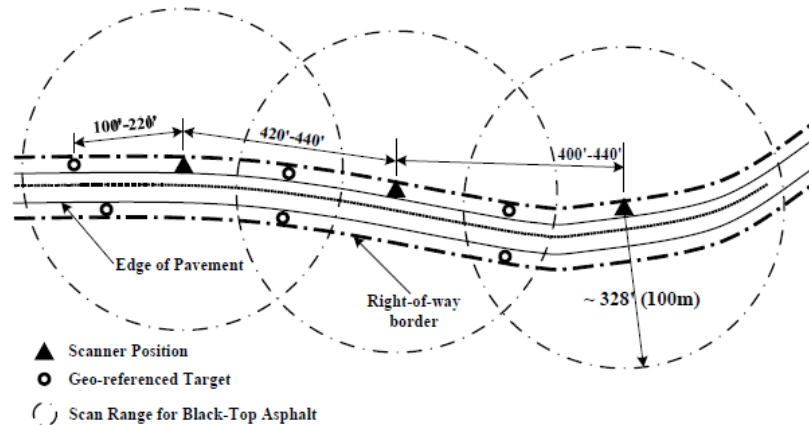 100'-220'
420'-440'
400'-440'
Edge of Pavement
Right-of-way
border
~ 328' (100m)
Scanner Position
Geo-referenced Target
Scan Range for Black-Top Asphalt